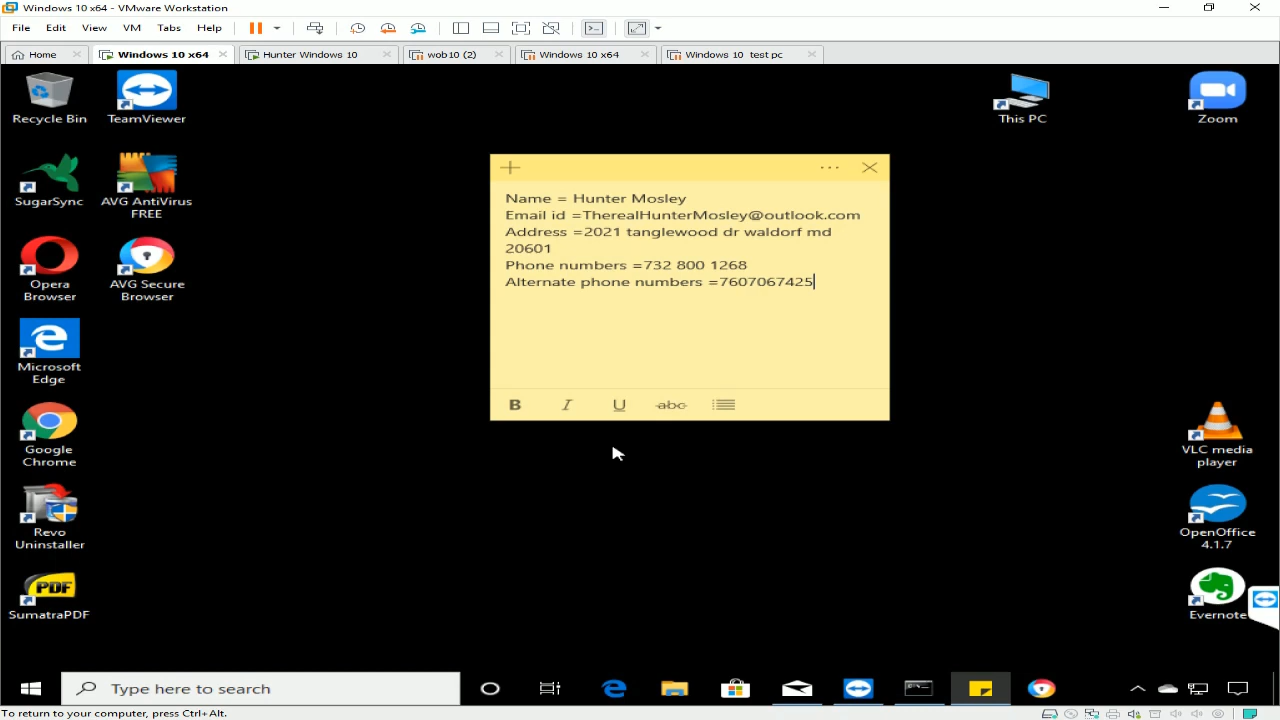 Windows 10 x64 - VMware Workstation
File Edit View VM Tabs Help
Home Windows 10 x64 Hunter Windows 10 wob10 (2) Windows 10 x64 Windows 10 test pc
Recycle Bin
TeamViewer
This PC
Zoom
SugarSync
AVG AntiVirus
FREE
Name = Hunter Mosley
Email id =TherealHunterMosley@outlook.com
Address =2021 tanglewood dr waldorf md
20601
Phone numbers =732 800 1268
Alternate phone numbers =7607067425
B I U abc
Opera
Browser
AVG Secure
Browser
Microsoft
Edge
Google
Chrome
VLC media
player
Revo
Uninstaller
OpenOffice
4.1.7
PDF
SumatraPDF
Evernote
Type here to search
To return to your computer, press Ctrl+Alt.